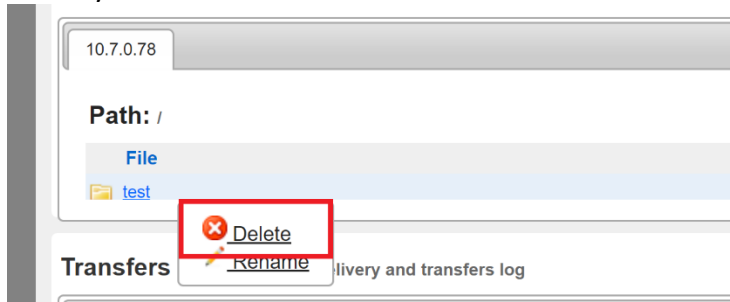 10.7.0.78
Path: /
File
test
Delete
Rename
Transfers livery and transfers log